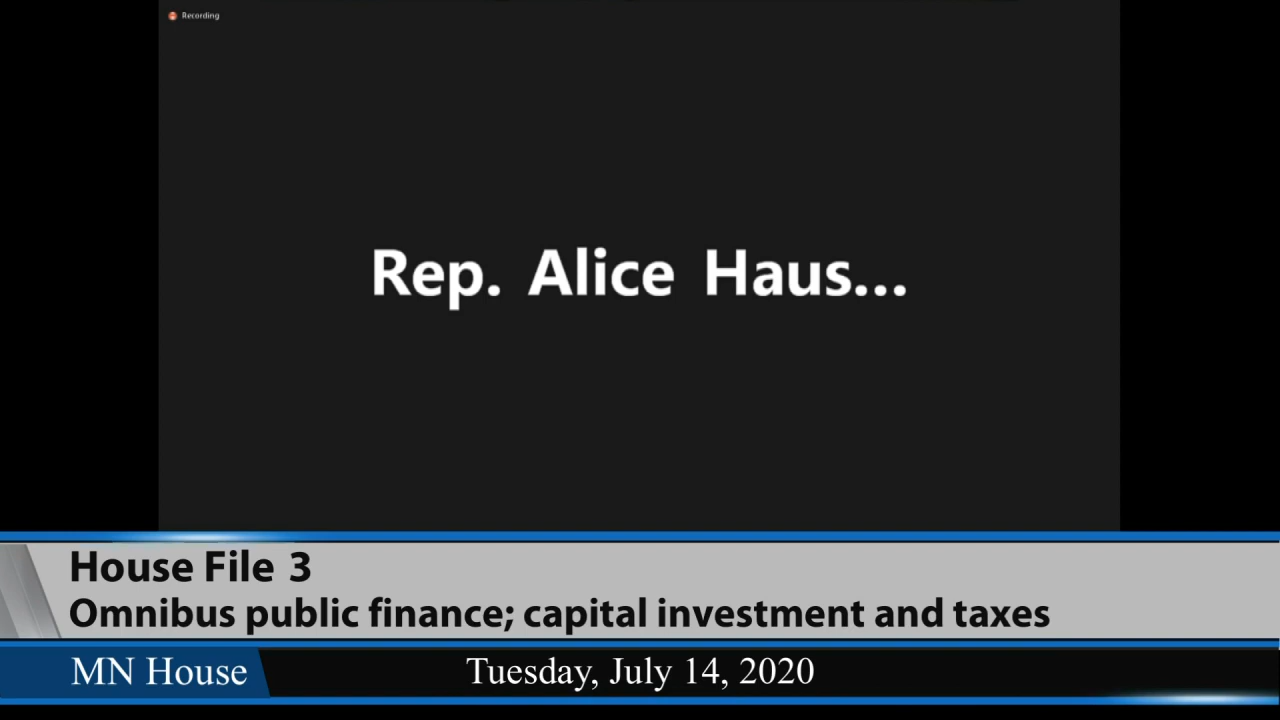 Recording
Rep. Alice Haus...
House File 3
Omnibus public finance; capital investment and taxes
MN House
Tuesday, July 14, 2020